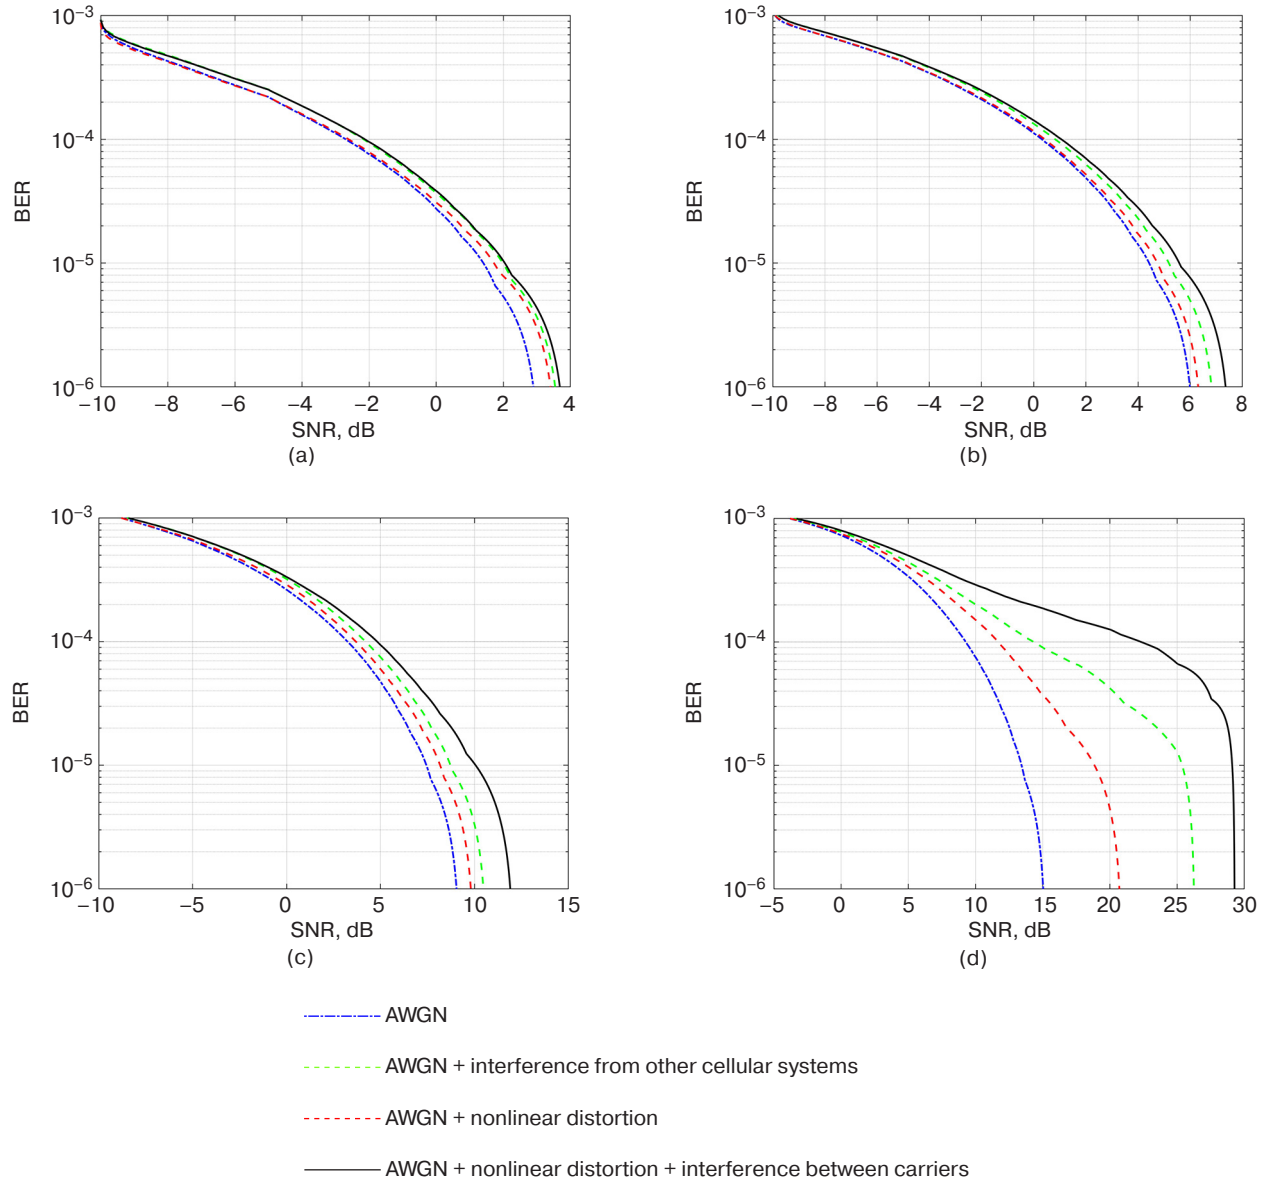 10−3
10−4
10−5
10−6
BER
−10 −8 −6 −4 −2 0 2 4
SNR, dB
(a)
10−3
10−4
10−5
10−6
BER
−10 −8 −6 −4 −2 0 2 4 6 8
SNR, dB
(b)
10−3
10−4
10−5
10−6
BER
−10 −5 0 5 10 15
SNR, dB
(c)
10−3
10−4
10−5
10−6
BER
−5 0 5 10 15 20 25 30
SNR, dB
(d)
AWGN
AWGN + interference from other cellular systems
AWGN + nonlinear distortion
AWGN + nonlinear distortion + interference between carriers